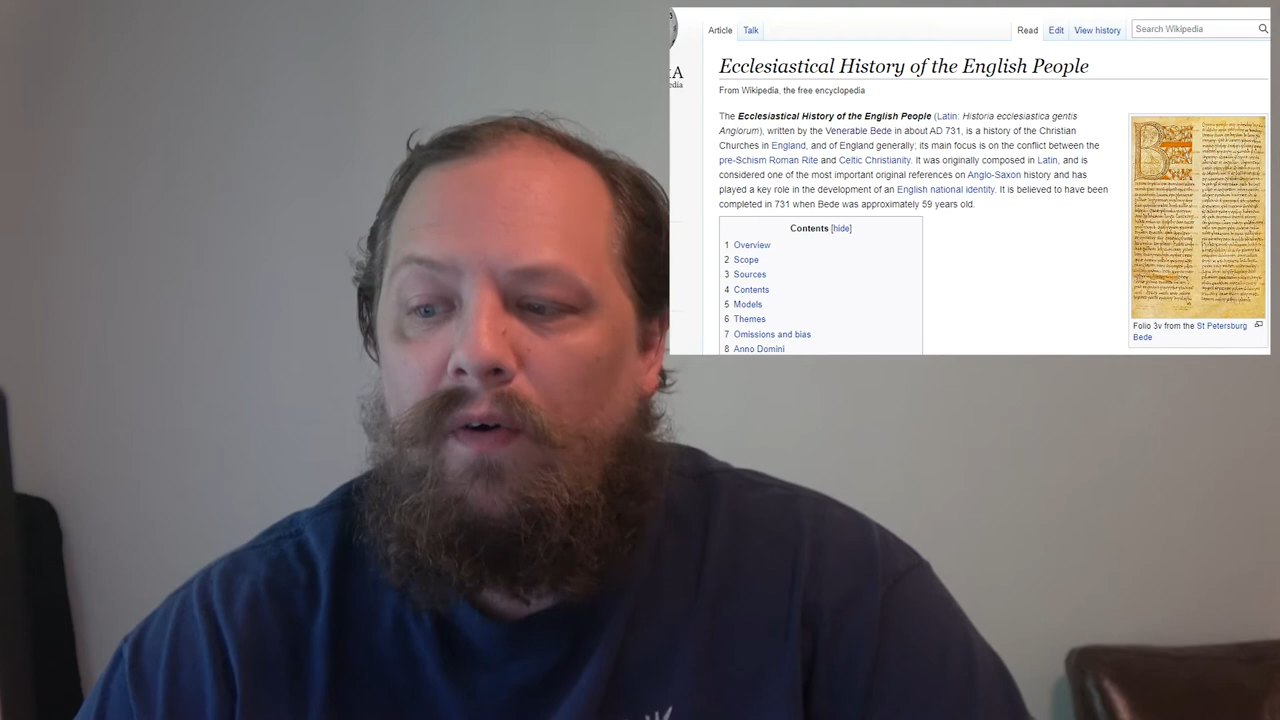 Article Talk Read Edit View history Search Wikipedia
Ecclesiastical History of the English People
From Wikipedia, the free encyclopedia
The Ecclesiastical History of the English People (Latin: Historia ecclesiastica gentis
Anglorum), written by the Venerable Bede in about AD 731, is a history of the Christian
Churches in England, and of England generally; its main focus is on the conflict between the
pre-Schism Roman Rite and Celtic Christianity. It was originally composed in Latin, and is
considered one of the most important original references on Anglo-Saxon history and has
played a key role in the development of an English national identity. It is believed to have been
completed in 731 when Bede was approximately 59 years old.
Contents [hide]
1 Overview
2 Scope
3 Sources
4 Contents
5 Models
6 Themes
7 Omissions and bias
8 Anno Domini
Folio 3v from the St Petersburg
Bede